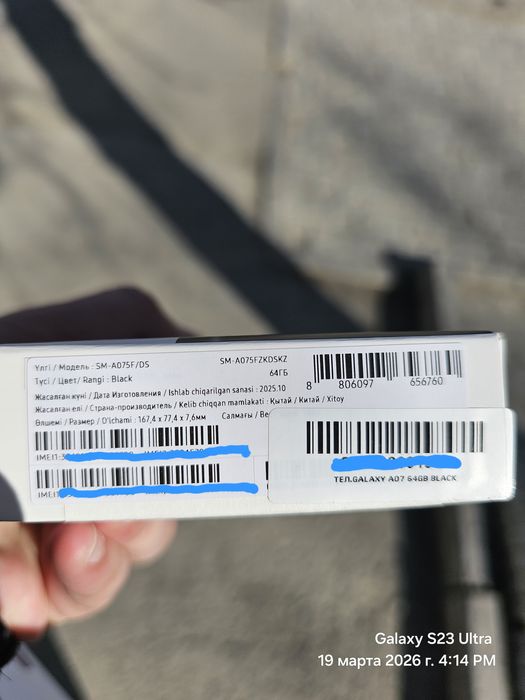 Үлгі / Модель : SM-A075F/DS SM-A075FZKDSKZ
Түсі / Цвет/ Rangi : Black 64ГБ
Жасалған күні / Дата Изготовления / Ishlab chiqarilgan sanasi : 2025.10
Жасалған елі / Страна-производитель / Kelib chiqqan mamlakati : Қытай / Китай / Xitoy
Өлшемі / Размер / O'lchami : 167,4 x 77,4 x 7,6мм Салмағы / Ве
8 806097 656760
IMEI1:
IMEI
ТЕЛ.GALAXY A07 64GB BLACK
Galaxy S23 Ultra
19 марта 2026 г. 4:14 PM